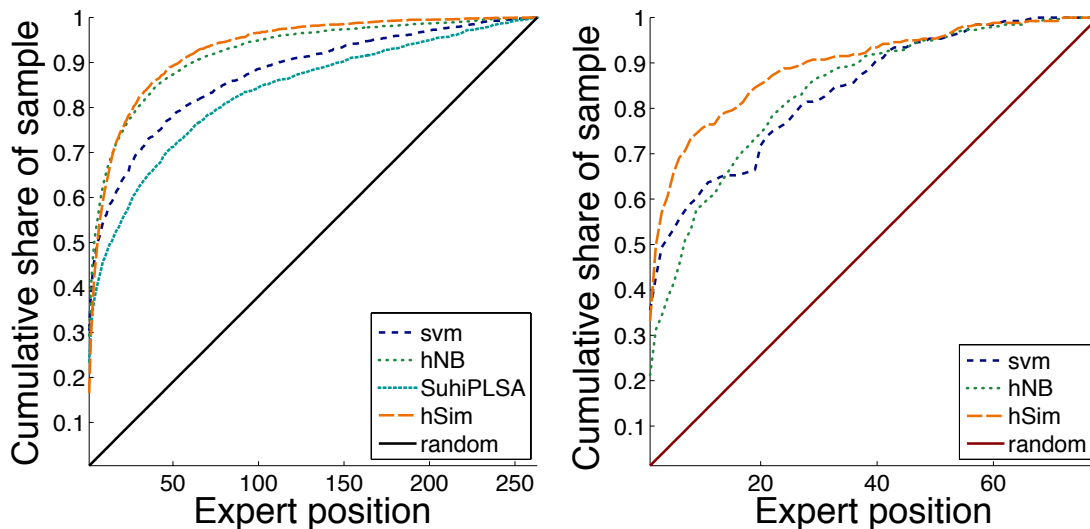 Cumulative share of sample
1
0.9
0.8
0.7
0.6
0.5
0.4
0.3
0.2
0.1
50
100
150
200
250
Expert position
svm
hNB
SuhiPLSA
hSim
random
Cumulative share of sample
1
0.9
0.8
0.7
0.6
0.5
0.4
0.3
0.2
0.1
20
40
60
Expert position
svm
hNB
hSim
random